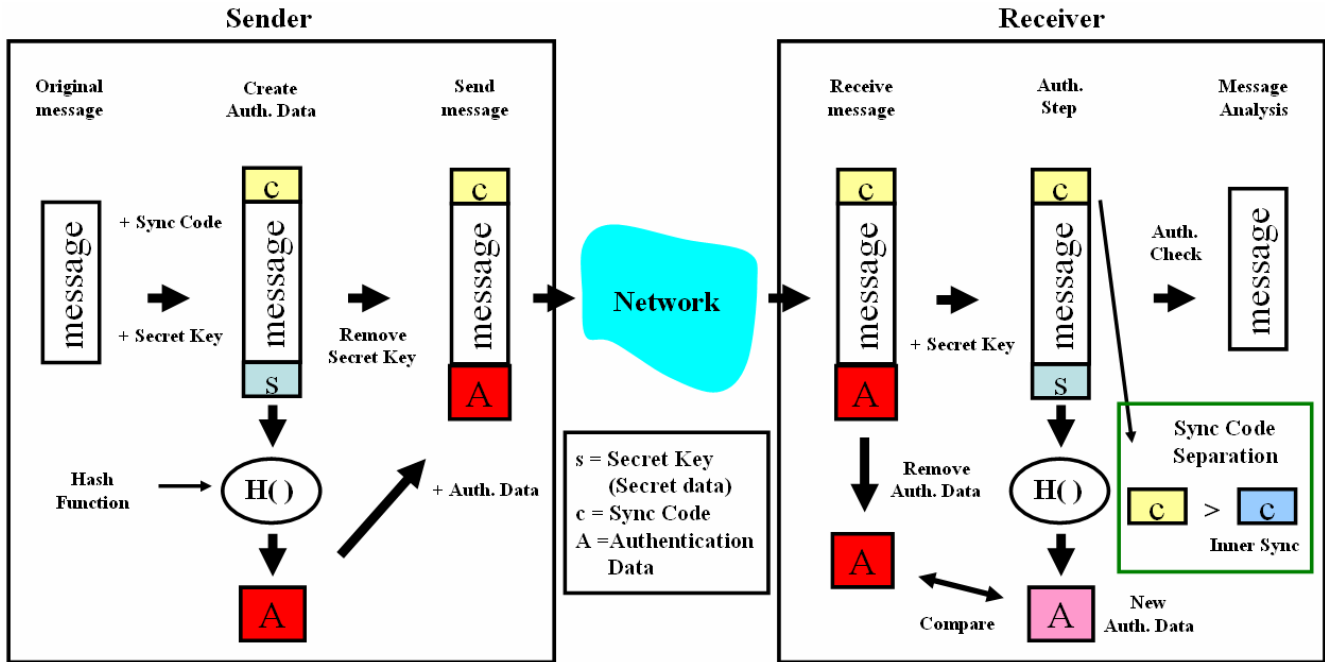 Sender
Receiver
Original
message
Create
Auth. Data
Send
message
Receive
message
Auth.
Step
Message
Analysis
message
+ Sync Code
+ Secret Key
c
message
s
Remove
Secret Key
c
message
A
Network
c
message
A
+ Secret Key
c
message
s
Auth.
Check
message
Hash
Function
H( )
+ Auth. Data
A
s = Secret Key
(Secret data)
c = Sync Code
A =Authentication
Data
Remove
Auth. Data
A
H( )
Compare
A
New
Auth. Data
Sync Code
Separation
c > c
Inner Sync